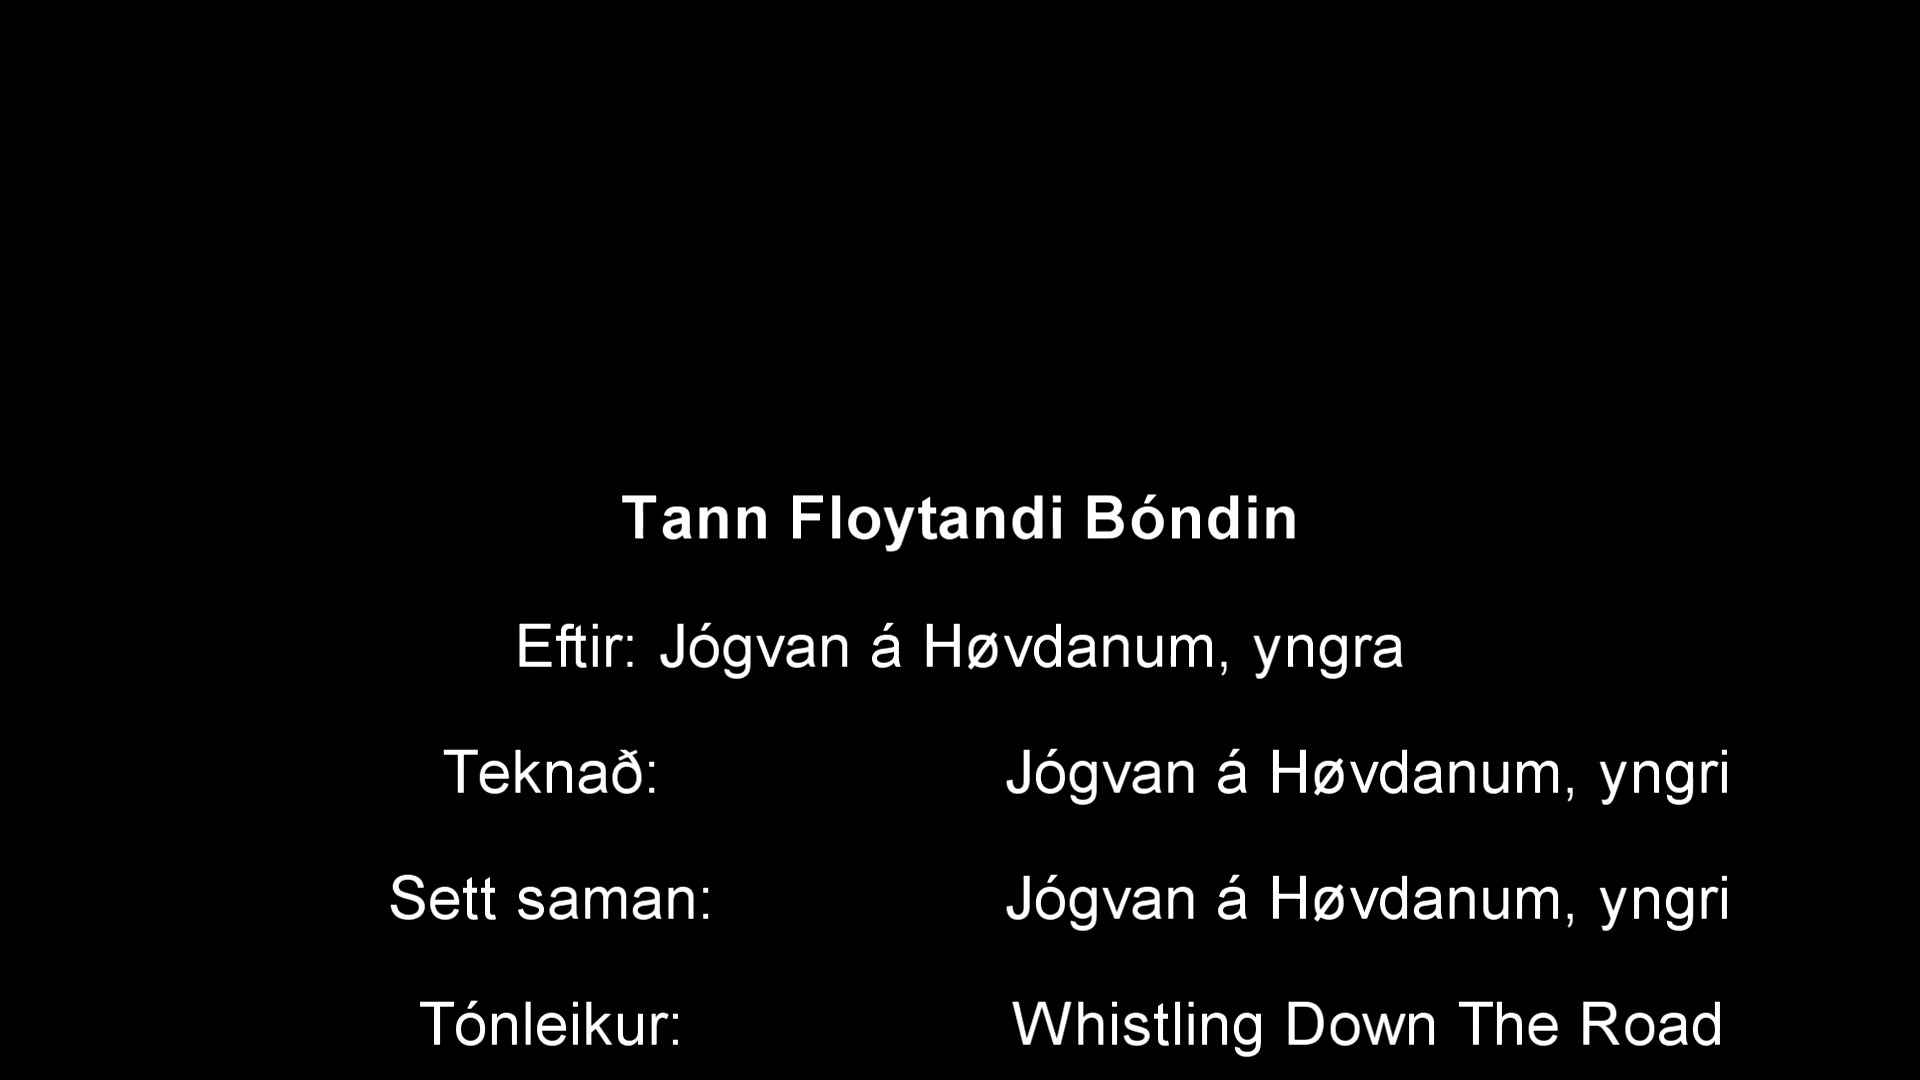 Tann Floytandi Bóndin
Eftir: Jógvan á Høvdanum, yngra
Teknað: Jógvan á Høvdanum, yngri
Sett saman: Jógvan á Høvdanum, yngri
Tónleikur: Whistling Down The Road